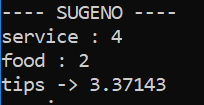 ---- SUGENO ----
service : 4
food : 2
tips -> 3.37143